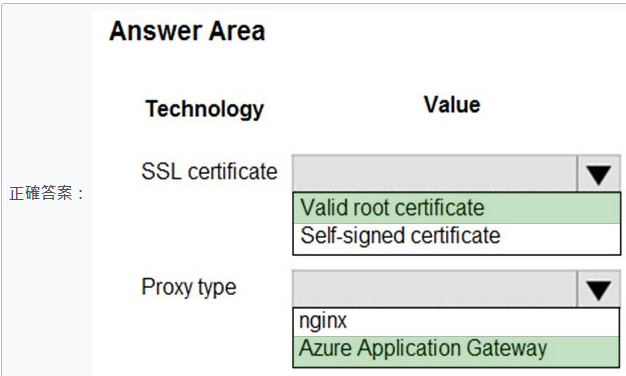 Answer Area
Technology Value
正確答案：
SSL certificate
Valid root certificate
Self-signed certificate
Proxy type
nginx
Azure Application Gateway